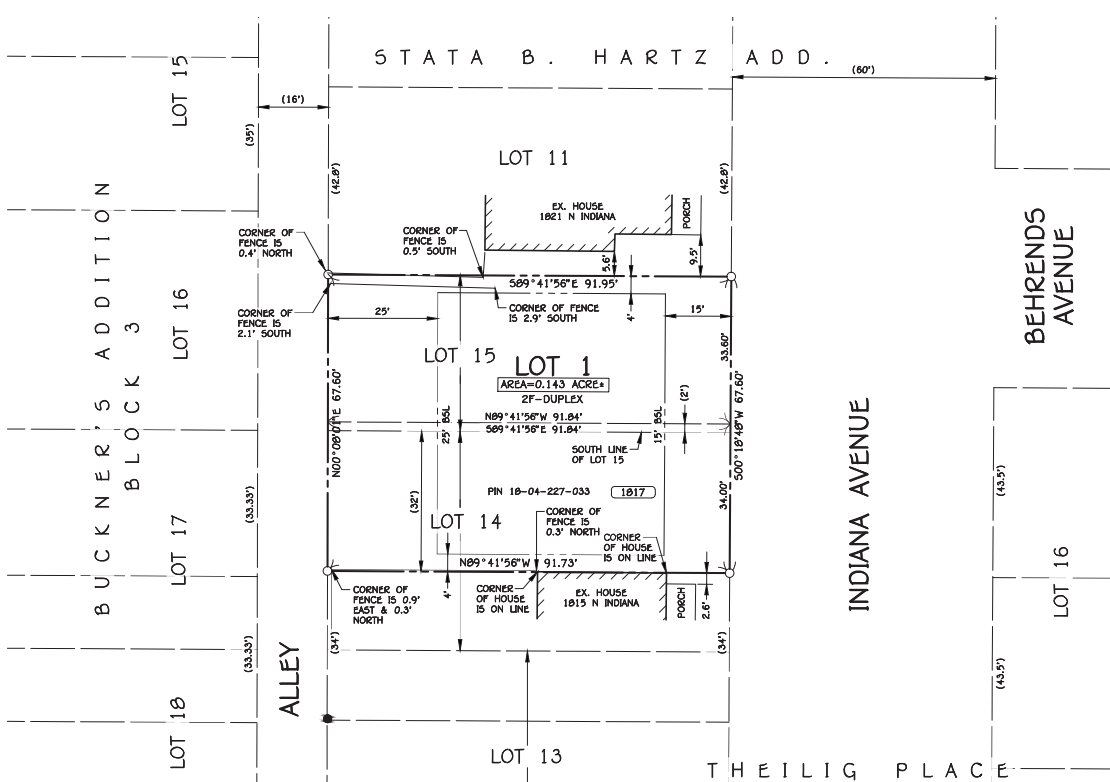 STATA B. HARTZ ADD.
(60')
LOT 15
(16')
(35')
LOT 11
(42.8')
(42.8')
EX. HOUSE
1821 N INDIANA
PORCH
BUCKNER'S ADDITION
BLOCK 3
CORNER OF
FENCE IS
0.4' NORTH
CORNER OF
FENCE IS
0.5' SOUTH
5.6'
9.5'
BEHRENDS
AVENUE
S89°41'56"E 91.95'
LOT 16
CORNER OF
FENCE IS
2.1' SOUTH
25'
CORNER OF FENCE
IS 2.9' SOUTH
4'
15'
33.60'
LOT 15
LOT 1
AREA=0.143 ACRE±
2F-DUPLEX
N00°08'01"E 67.60'
25' BSL
N89°41'56"W 91.84'
S89°41'56"E 91.84'
15' BSL
(2')
S00°18'48"W 67.60'
SOUTH LINE
OF LOT 15
INDIANA AVENUE
(33.33')
(32')
PIN 18-04-227-033
1817
34.00'
(43.5')
LOT 17
LOT 14
CORNER OF
FENCE IS
0.3' NORTH
CORNER
OF HOUSE
IS ON LINE
N89°41'56"W 91.73'
LOT 16
CORNER OF
FENCE IS 0.9'
EAST & 0.3'
NORTH
4'
CORNER
OF HOUSE
IS ON LINE
EX. HOUSE
1815 N INDIANA
PORCH
2.6'
(33.33')
(34')
(34')
(43.5')
ALLEY
LOT 18
LOT 13
THEILIG PLACE